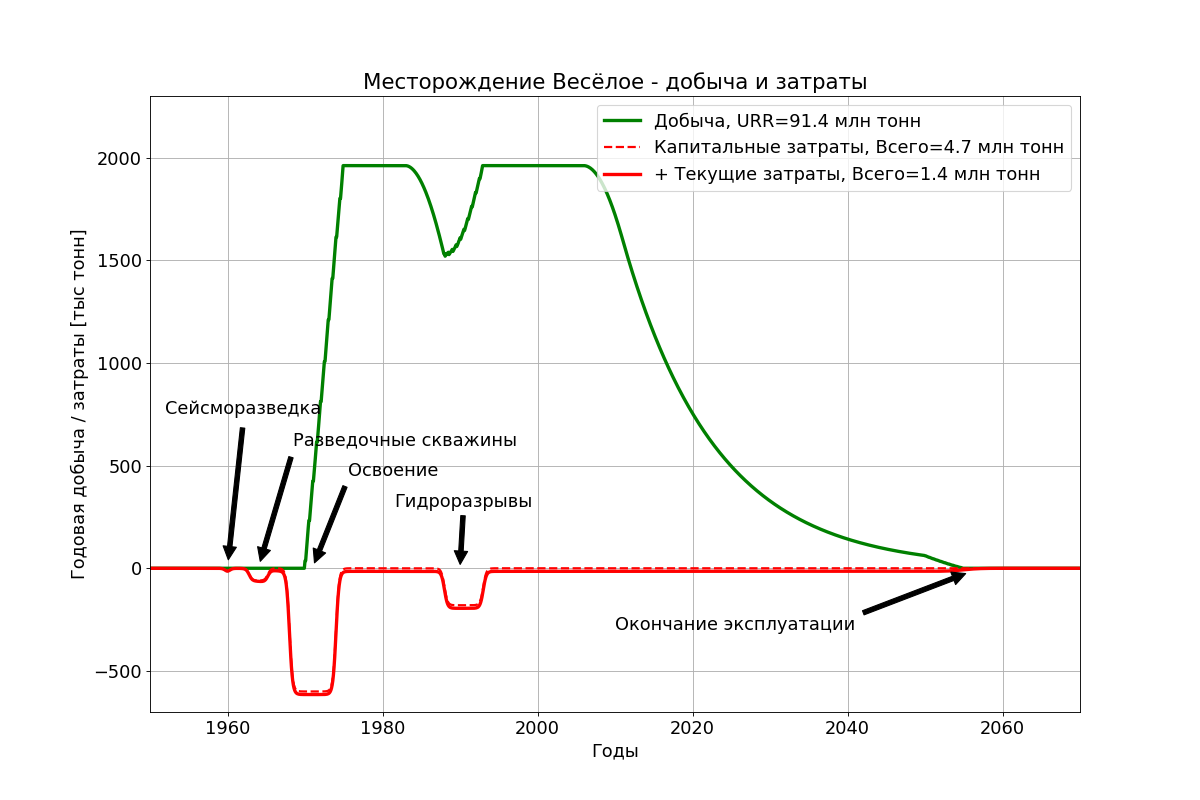 Месторождение Весёлое - добыча и затраты
Добыча, URR=91.4 млн тонн
Капитальные затраты, Всего=4.7 млн тонн
+ Текущие затраты, Всего=1.4 млн тонн
Годовая добыча / затраты [тыс тонн]
2000
1500
1000
500
0
−500
Сейсморазведка
Разведочные скважины
Освоение
Гидроразрывы
Окончание эксплуатации
1960
1980
2000
2020
2040
2060
Годы